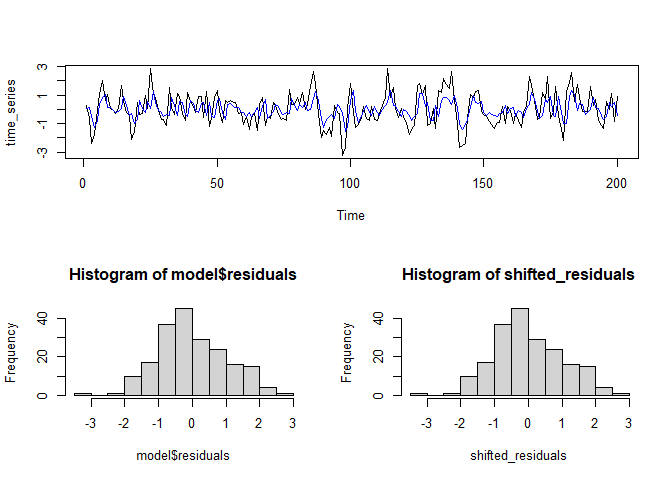 time_series
3
1
-1
-3
0 50 100 150 200
Time
Histogram of model$residuals
Frequency
40
20
0
-3 -2 -1 0 1 2 3
model$residuals
Histogram of shifted_residuals
Frequency
40
20
0
-3 -2 -1 0 1 2 3
shifted_residuals